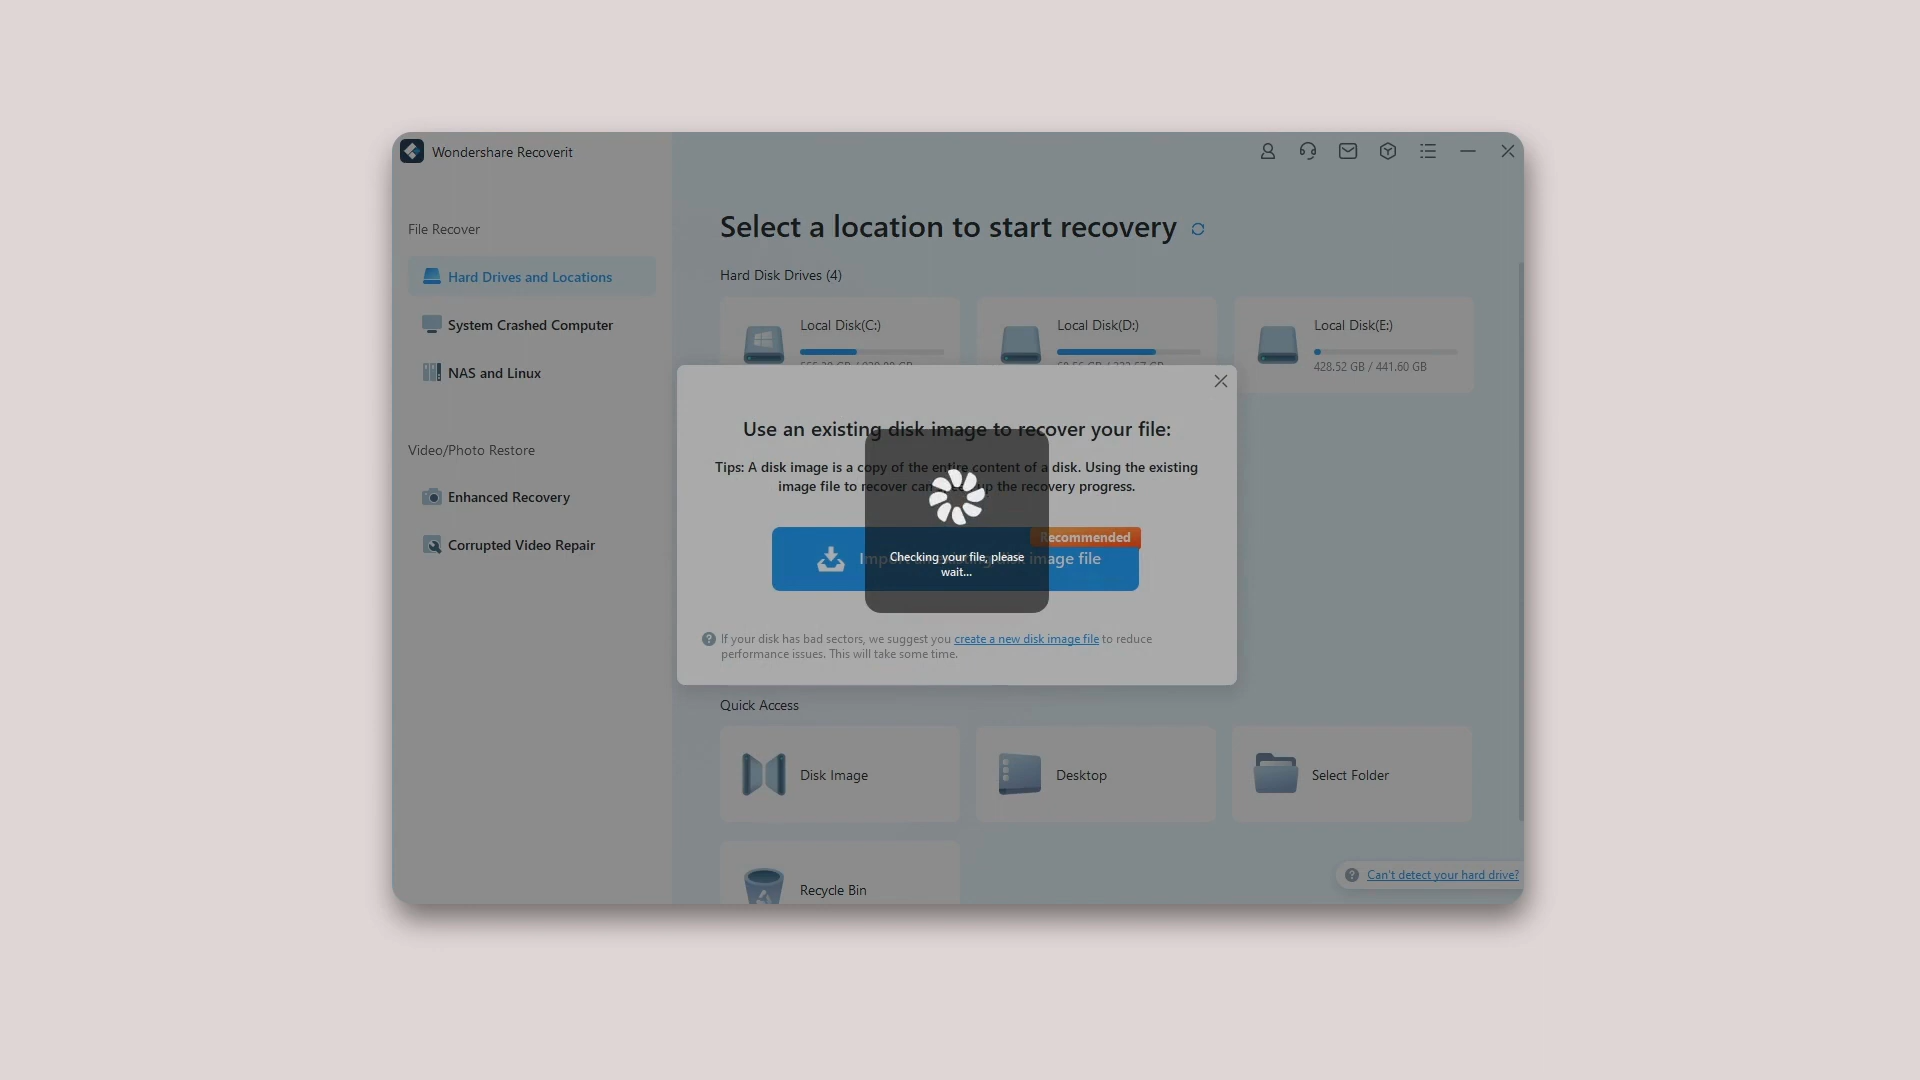 Wondershare Recoverit
File Recover
Hard Drives and Locations
System Crashed Computer
NAS and Linux
Video/Photo Restore
Enhanced Recovery
Corrupted Video Repair
Select a location to start recovery
Hard Disk Drives (4)
Local Disk(C:)
Local Disk(D:)
Local Disk(E:)
428.52 GB / 441.60 GB
Use an existing disk image to recover your file:
Tips: A disk image is a copy of the entire content of a disk. Using the existing
image file to recover can up the recovery progress.
Recommended
Import an existing disk image file
Checking your file, please
wait...
If your disk has bad sectors, we suggest you create a new disk image file to reduce
performance issues. This will take some time.
Quick Access
Disk Image
Desktop
Select Folder
Recycle Bin
Can't detect your hard drive?